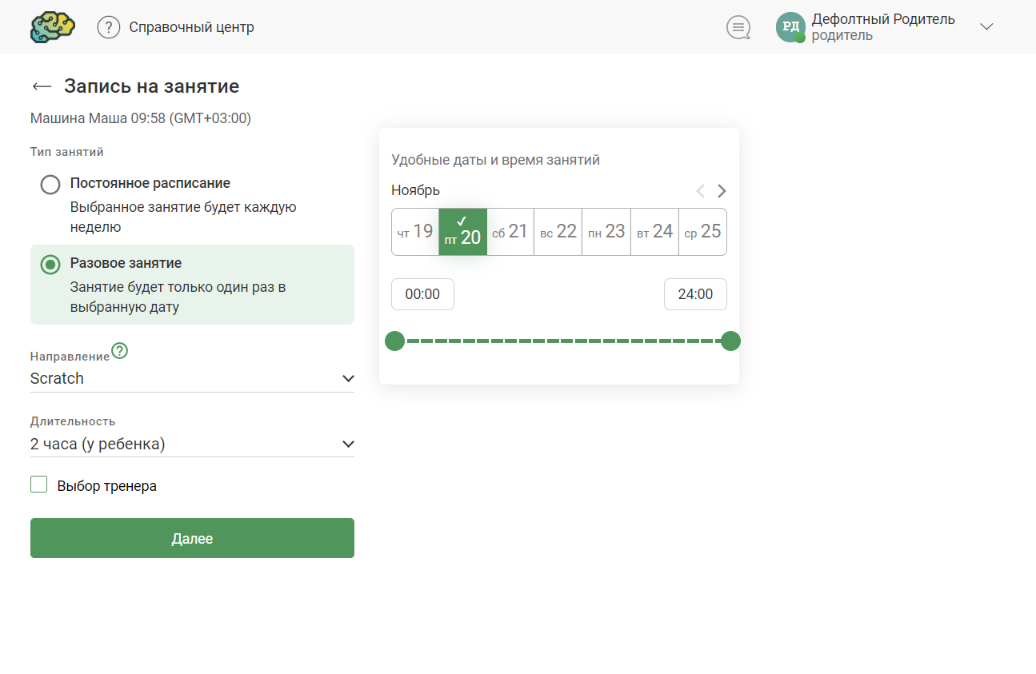 ? Справочный центр
РД Дефолтный Родитель
родитель
Запись на занятие
Машина Маша 09:58 (GMT+03:00)
Тип занятий
Постоянное расписание
Выбранное занятие будет каждую
неделю
Разовое занятие
Занятие будет только один раз в
выбранную дату
Направление ?
Scratch
Длительность
2 часа (у ребенка)
Выбор тренера
Далее
Удобные даты и время занятий
Ноябрь
чт 19 пт 20 сб 21 вс 22 пн 23 вт 24 ср 25
00:00 24:00